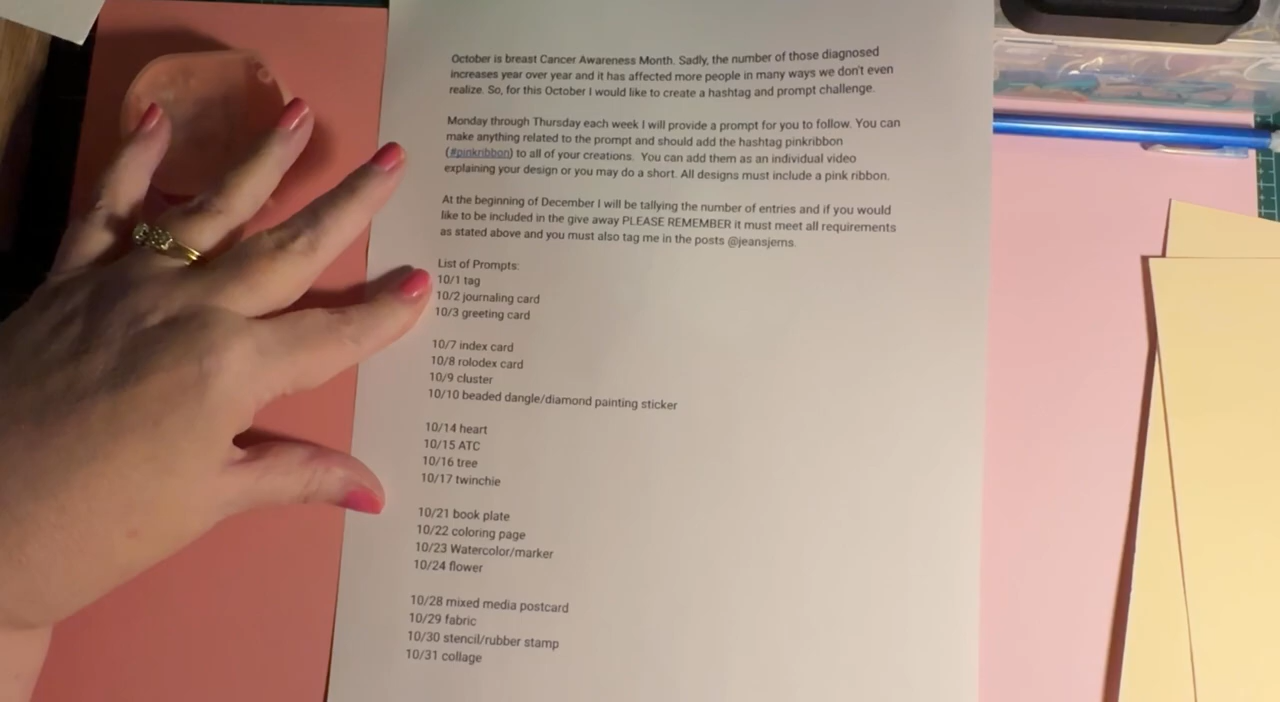 October is breast Cancer Awareness Month. Sadly, the number of those diagnosed
increases year over year and it has affected more people in many ways we don't even
realize. So, for this October I would like to create a hashtag and prompt challenge.
Monday through Thursday each week I will provide a prompt for you to follow. You can
make anything related to the prompt and should add the hashtag pinkribbon
(#pinkribbon) to all of your creations. You can add them as an individual video
explaining your design or you may do a short. All designs must include a pink ribbon.
At the beginning of December I will be tallying the number of entries and if you would
like to be included in the give away PLEASE REMEMBER it must meet all requirements
as stated above and you must also tag me in the posts @jeansjems.
List of Prompts:
10/1 tag
10/2 journaling card
10/3 greeting card
10/7 index card
10/8 rolodex card
10/9 cluster
10/10 beaded dangle/diamond painting sticker
10/14 heart
10/15 ATC
10/16 tree
10/17 twinchie
10/21 book plate
10/22 coloring page
10/23 Watercolor/marker
10/24 flower
10/28 mixed media postcard
10/29 fabric
10/30 stencil/rubber stamp
10/31 collage